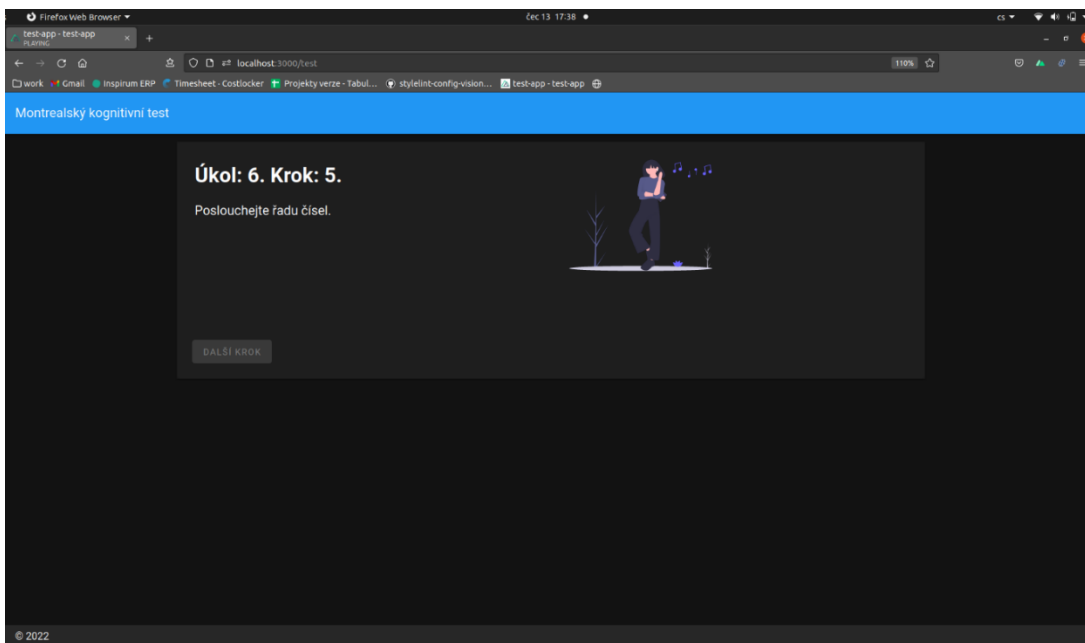 Firefox Web Browser
čec 13 17:38
cs
test-app - test-app
PLAYING
localhost:3000/test
110%
work
Gmail
Inspirum ERP
Timesheet - Costlocker
Projekty verze - Tabul...
stylelint-config-vision...
test-app - test-app
Montrealský kognitivní test
Úkol: 6. Krok: 5.
Poslouchejte řadu čísel.
DALŠÍ KROK
© 2022